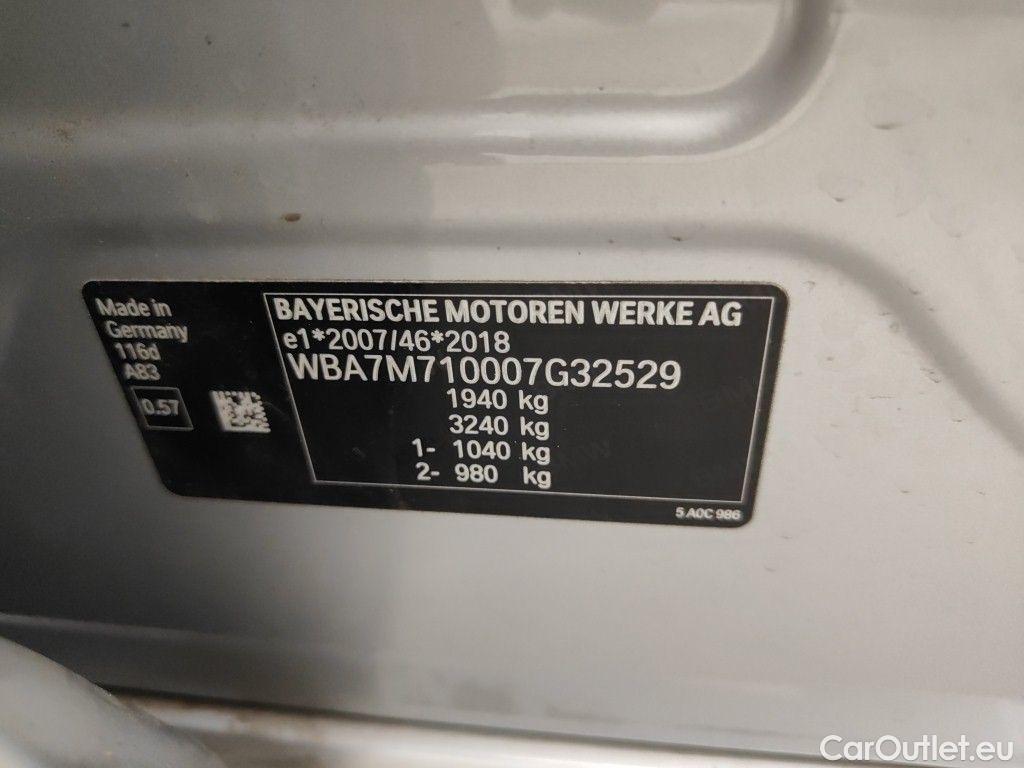 Made in
Germany
116d
A83
0.57
BAYERISCHE MOTOREN WERKE AG
e1*2007/46*2018
WBA7M710007G32529
1940 kg
3240 kg
1- 1040 kg
2- 980 kg
5 A0C 986
CarOutlet.eu